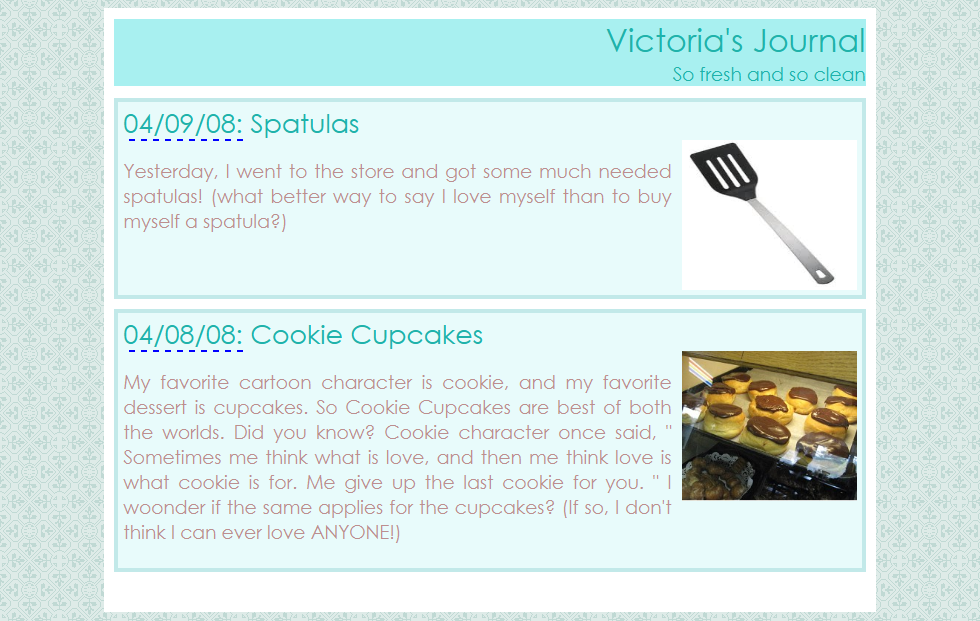 Victoria's Journal
So fresh and so clean
04/09/08: Spatulas
Yesterday, I went to the store and got some much needed
spatulas! (what better way to say I love myself than to buy
myself a spatula?)
04/08/08: Cookie Cupcakes
My favorite cartoon character is cookie, and my favorite
dessert is cupcakes. So Cookie Cupcakes are best of both
the worlds. Did you know? Cookie character once said, "
Sometimes me think what is love, and then me think love is
what cookie is for. Me give up the last cookie for you. " I
woonder if the same applies for the cupcakes? (If so, I don't
think I can ever love ANYONE!)